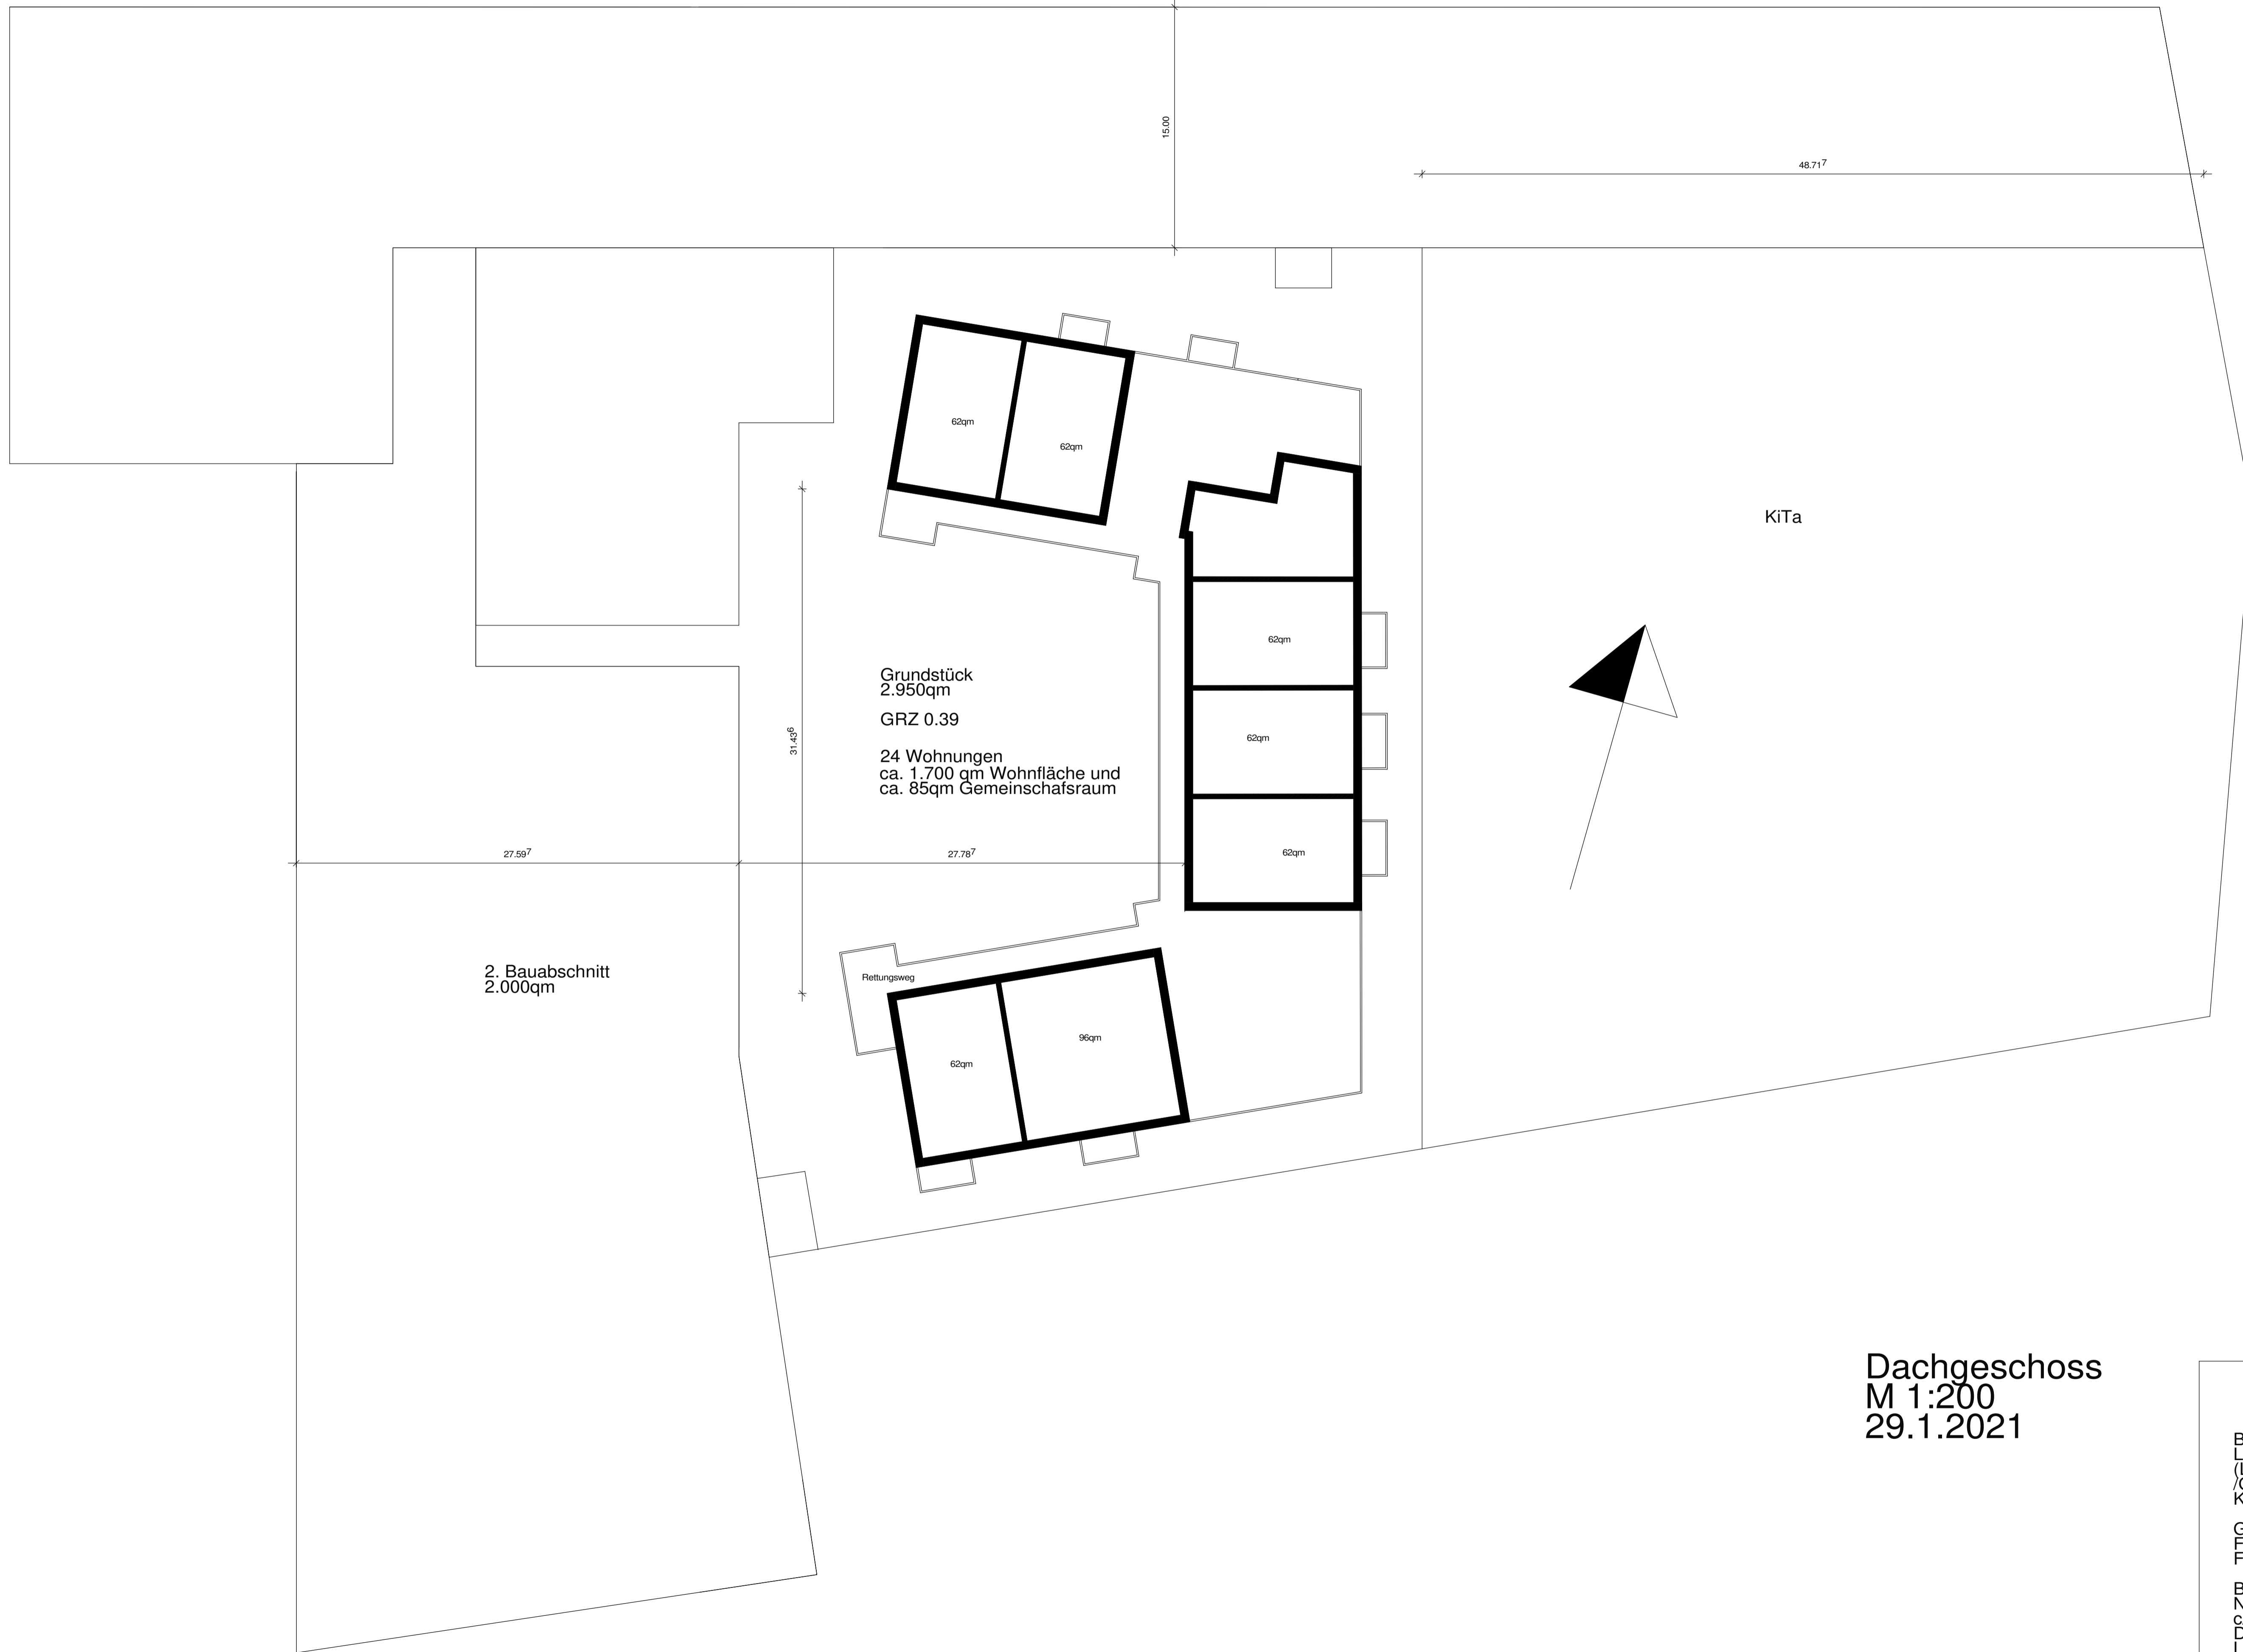 15.00
48.71⁷
62qm
62qm
KiTa
62qm
Grundstück
2.950qm
GRZ 0.39
24 Wohnungen
ca. 1.700 qm Wohnfläche und
ca. 85qm Gemeinschafsraum
31.43⁶
62qm
27.59⁷
27.78⁷
62qm
2. Bauabschnitt
2.000qm
Rettungsweg
96qm
62qm
Dachgeschoss
M 1:200
29.1.2021